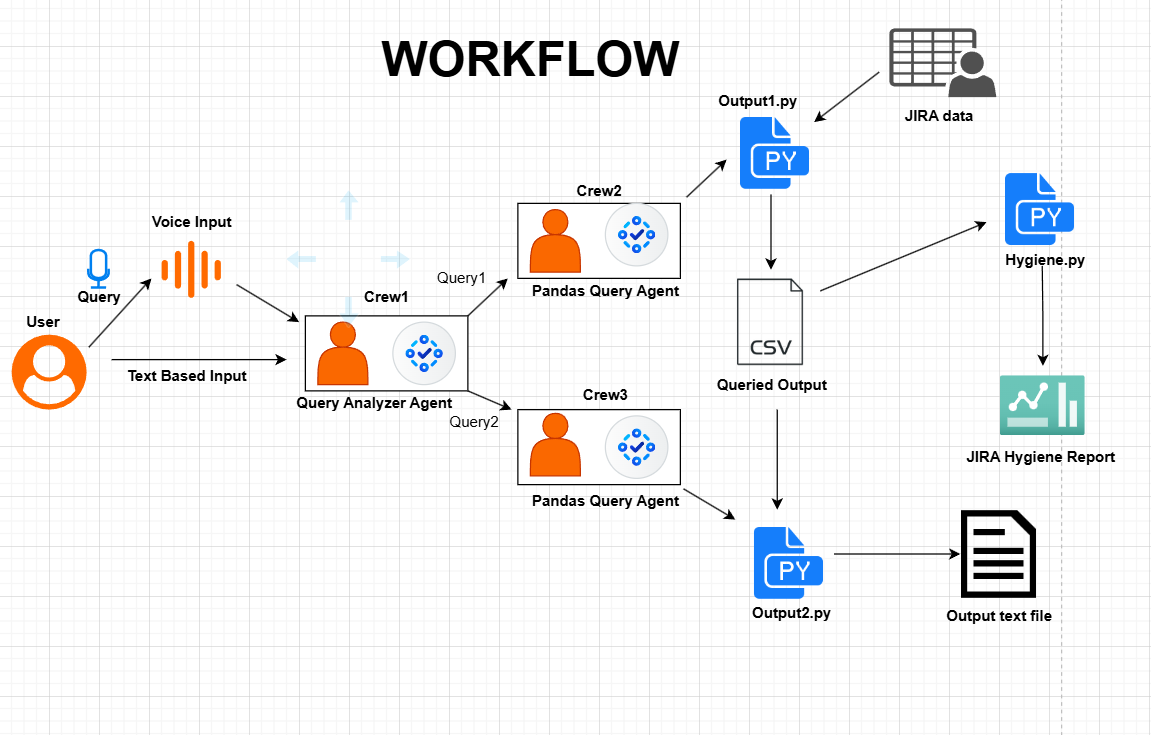 WORKFLOW
JIRA data
Output1.py
PY
Crew2
Pandas Query Agent
Voice Input
Query
User
Text Based Input
Crew1
Query Analyzer Agent
Query1
Query2
Crew3
Pandas Query Agent
CSV
Queried Output
PY
Hygiene.py
JIRA Hygiene Report
PY
Output2.py
Output text file